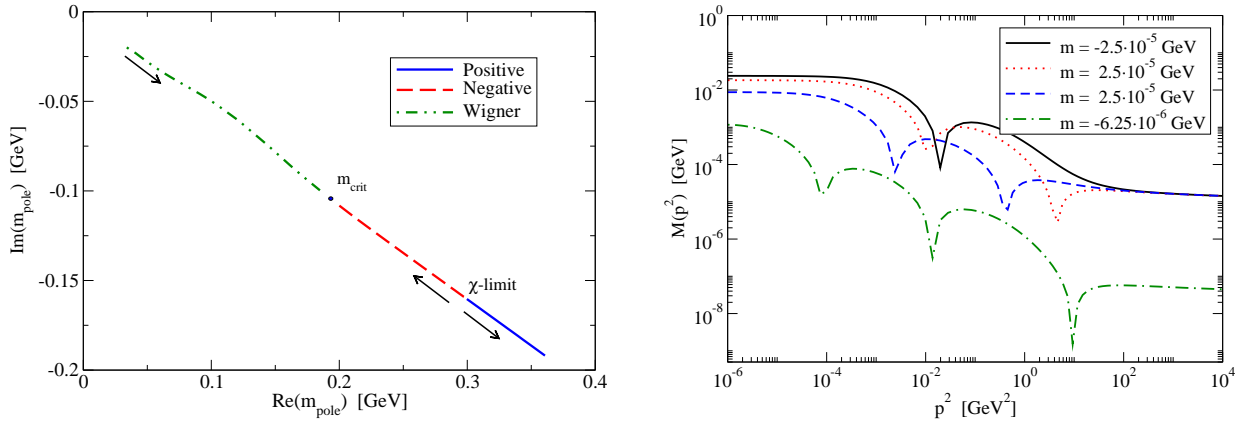 0
-0.05
-0.1
-0.15
-0.2
Im(m_pole) [GeV]
0
0.1
0.2
0.3
0.4
Re(m_pole) [GeV]
Positive
Negative
Wigner
m_crit
χ-limit
10^0
10^-2
10^-4
10^-6
10^-8
M(p^2) [GeV]
10^-6
10^-4
10^-2
10^0
10^2
10^4
p^2 [GeV^2]
m = -2.5·10^-5 GeV
m = 2.5·10^-5 GeV
m = 2.5·10^-5 GeV
m = -6.25·10^-6 GeV